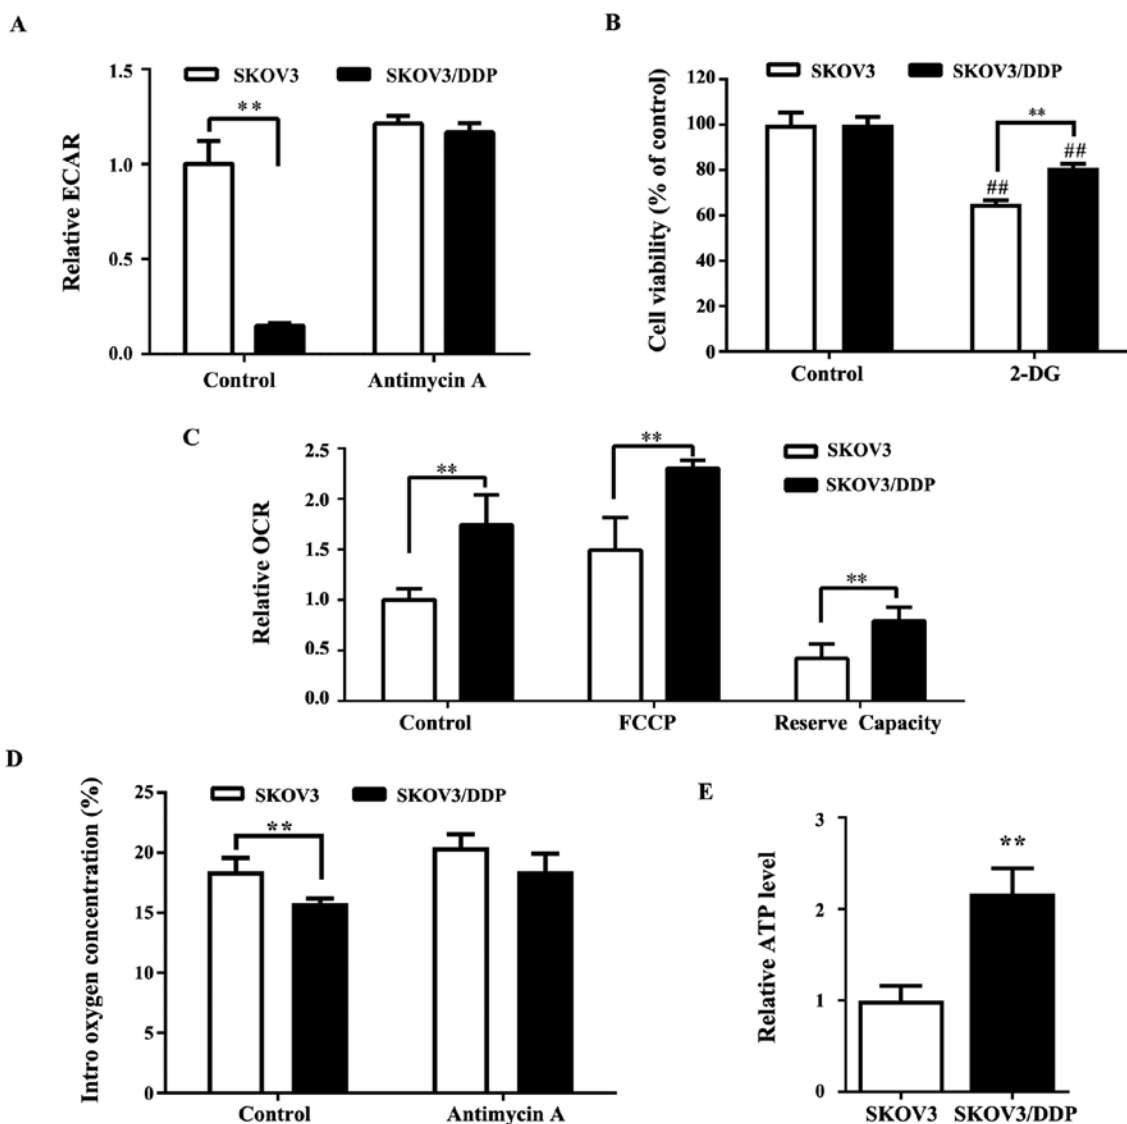 A
SKOV3 SKOV3/DDP
Relative ECAR
1.5
1.0
0.5
0.0
**
Control Antimycin A
B
SKOV3 SKOV3/DDP
Cell viability (% of control)
120
100
80
60
40
20
0
**
## ##
Control 2-DG
C
SKOV3
SKOV3/DDP
Relative OCR
2.5
2.0
1.5
1.0
0.5
0.0
** ** **
Control FCCP Reserve Capacity
D
SKOV3 SKOV3/DDP
Intro oxygen concentration (%)
25
20
15
10
5
0
**
Control Antimycin A
E
Relative ATP level
3
2
1
0
**
SKOV3 SKOV3/DDP